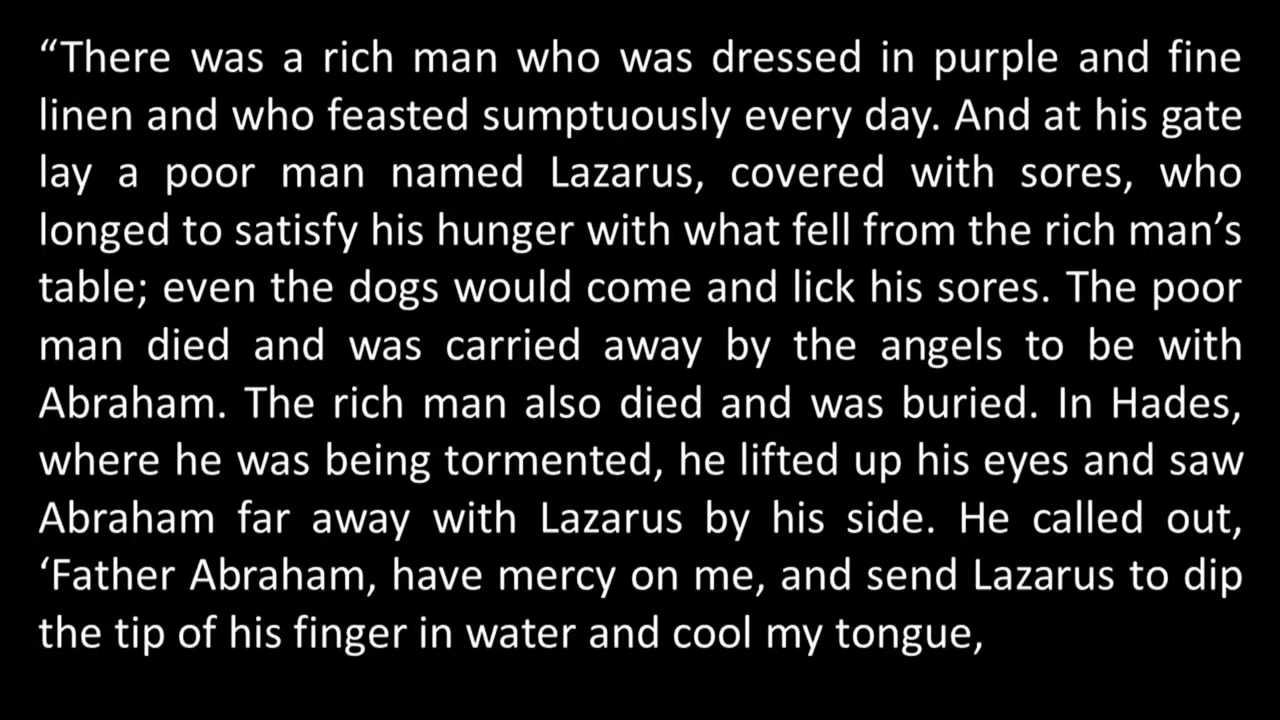 “There was a rich man who was dressed in purple and fine
linen and who feasted sumptuously every day. And at his gate
lay a poor man named Lazarus, covered with sores, who
longed to satisfy his hunger with what fell from the rich man’s
table; even the dogs would come and lick his sores. The poor
man died and was carried away by the angels to be with
Abraham. The rich man also died and was buried. In Hades,
where he was being tormented, he lifted up his eyes and saw
Abraham far away with Lazarus by his side. He called out,
‘Father Abraham, have mercy on me, and send Lazarus to dip
the tip of his finger in water and cool my tongue,